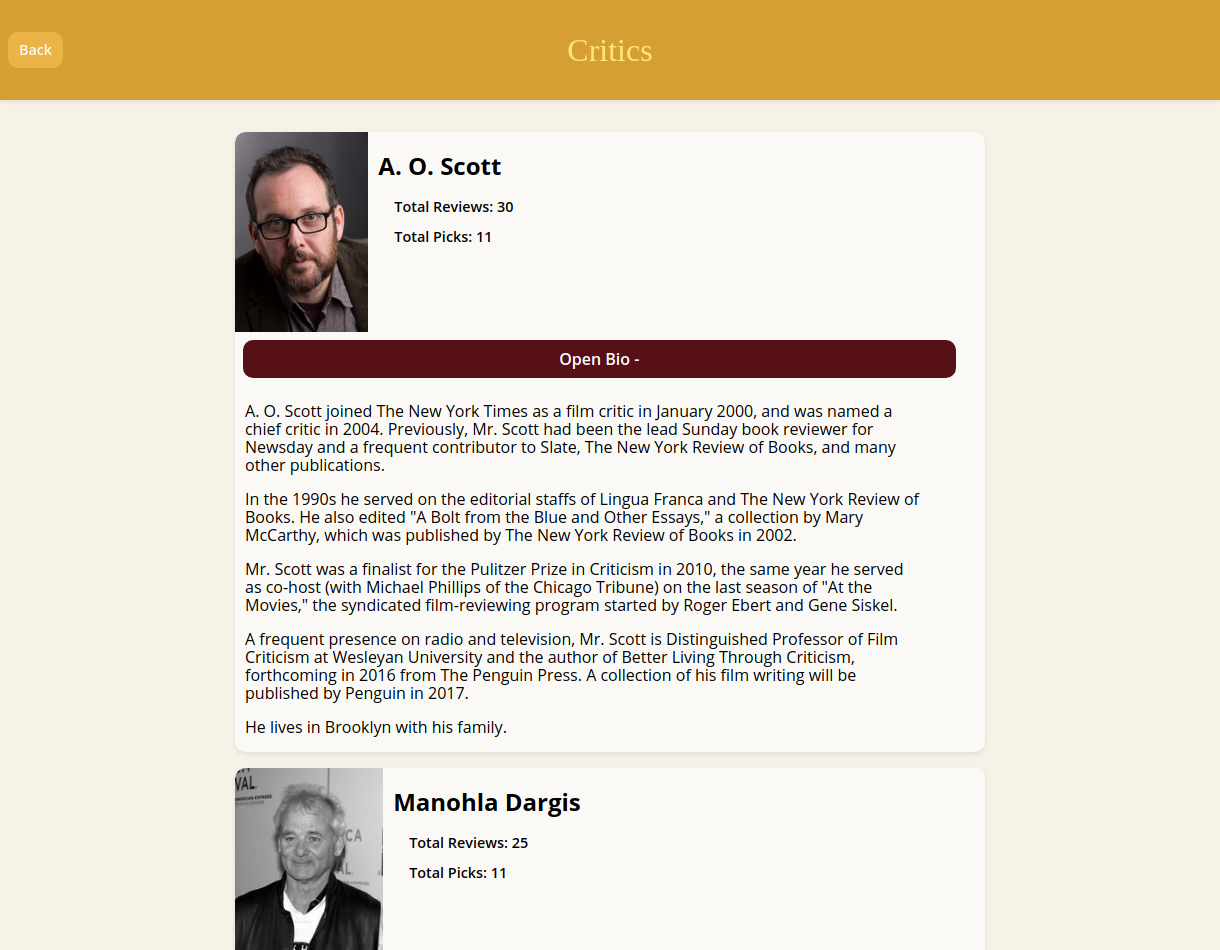 Back
Critics
A. O. Scott
Total Reviews: 30
Total Picks: 11
Open Bio -
A. O. Scott joined The New York Times as a film critic in January 2000, and was named a
chief critic in 2004. Previously, Mr. Scott had been the lead Sunday book reviewer for
Newsday and a frequent contributor to Slate, The New York Review of Books, and many
other publications.
In the 1990s he served on the editorial staffs of Lingua Franca and The New York Review of
Books. He also edited "A Bolt from the Blue and Other Essays," a collection by Mary
McCarthy, which was published by The New York Review of Books in 2002.
Mr. Scott was a finalist for the Pulitzer Prize in Criticism in 2010, the same year he served
as co-host (with Michael Phillips of the Chicago Tribune) on the last season of "At the
Movies," the syndicated film-reviewing program started by Roger Ebert and Gene Siskel.
A frequent presence on radio and television, Mr. Scott is Distinguished Professor of Film
Criticism at Wesleyan University and the author of Better Living Through Criticism,
forthcoming in 2016 from The Penguin Press. A collection of his film writing will be
published by Penguin in 2017.
He lives in Brooklyn with his family.
VAL.
AMERICAN EXPRESS
Manohla Dargis
Total Reviews: 25
Total Picks: 11